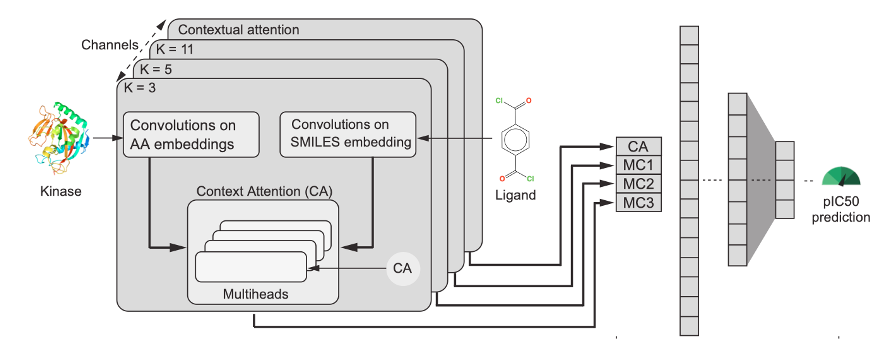 Contextual attention
Channels
K = 11
K = 5
K = 3
Convolutions on
AA embeddings
Convolutions on
SMILES embedding
Kinase
Cl
O
O
Cl
Ligand
Context Attention (CA)
CA
Multiheads
CA
MC1
MC2
MC3
pIC50
prediction